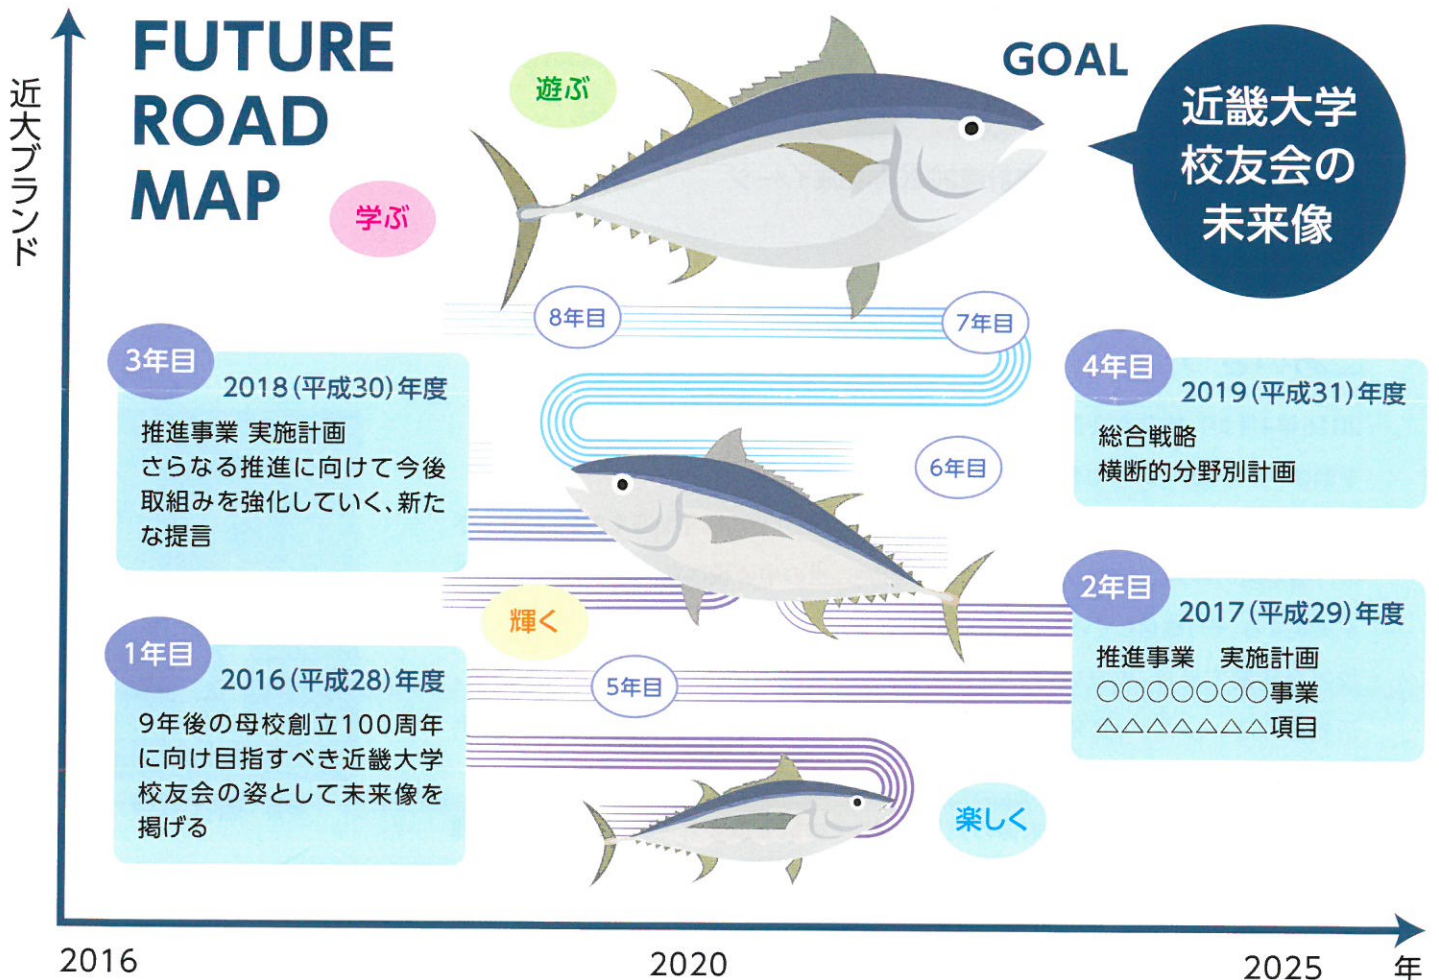 FUTURE
ROAD
MAP
近大ブランド
遊ぶ
学ぶ
GOAL
近畿大学
校友会の
未来像
8年目
7年目
3年目
2018(平成30)年度
推進事業 実施計画
さらなる推進に向けて今後
取組みを強化していく、新た
な提言
4年目
2019(平成31)年度
総合戦略
横断的分野別計画
6年目
輝く
1年目
2016(平成28)年度
9年後の母校創立100周年
に向け目指すべき近畿大学
校友会の姿として未来像を
掲げる
5年目
2年目
2017(平成29)年度
推進事業　実施計画
○○○○○○○事業
△△△△△△△項目
楽しく
2016
2020
2025
年